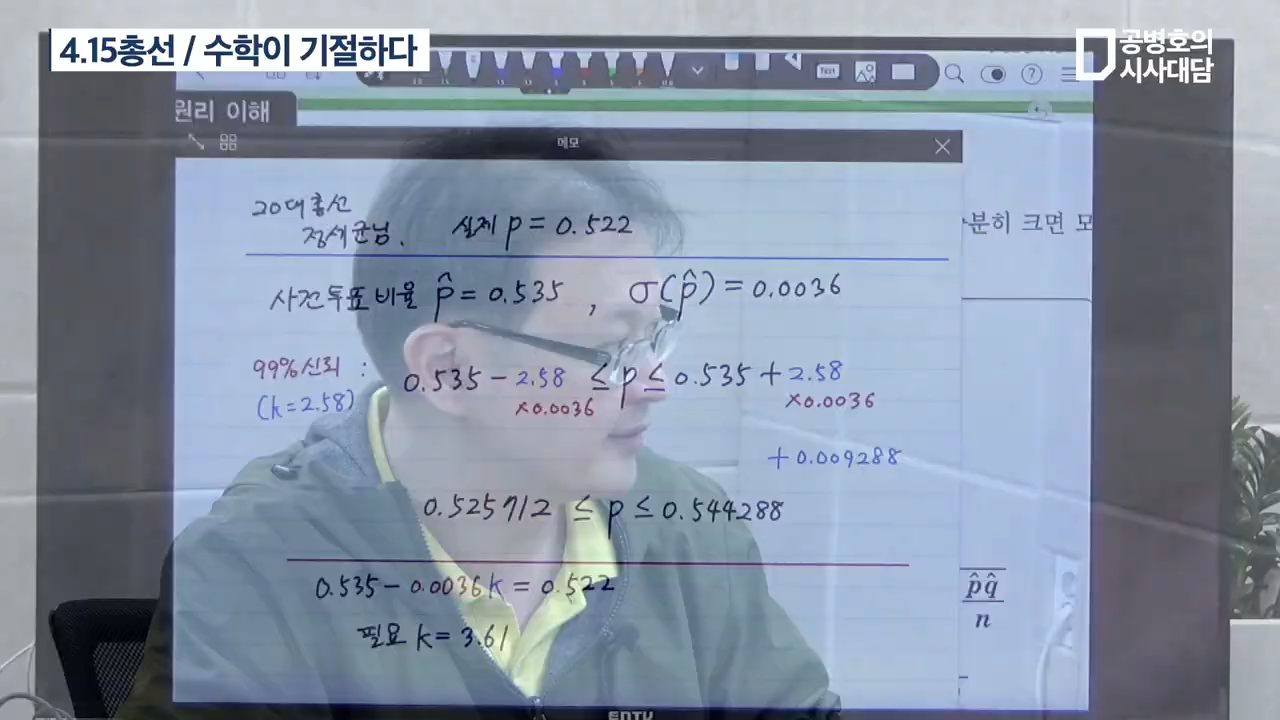 4.15총선 / 수학이 기절하다
공병호의
시사대담
Text
원리 이해
메모
20대 총선
정세균님. 실제 p = 0.522
분히 크면 모
사전투표 비율 p̂ = 0.535 , σ(p̂) = 0.0036
99%신뢰 : 0.535 - 2.58 ≤ p ≤ 0.535 + 2.58
(k=2.58) ×0.0036 ×0.0036
+ 0.009288
0.525712 ≤ p ≤ 0.544288
0.535 - 0.0036k = 0.522
p̂q̂
n
필요 k = 3.61